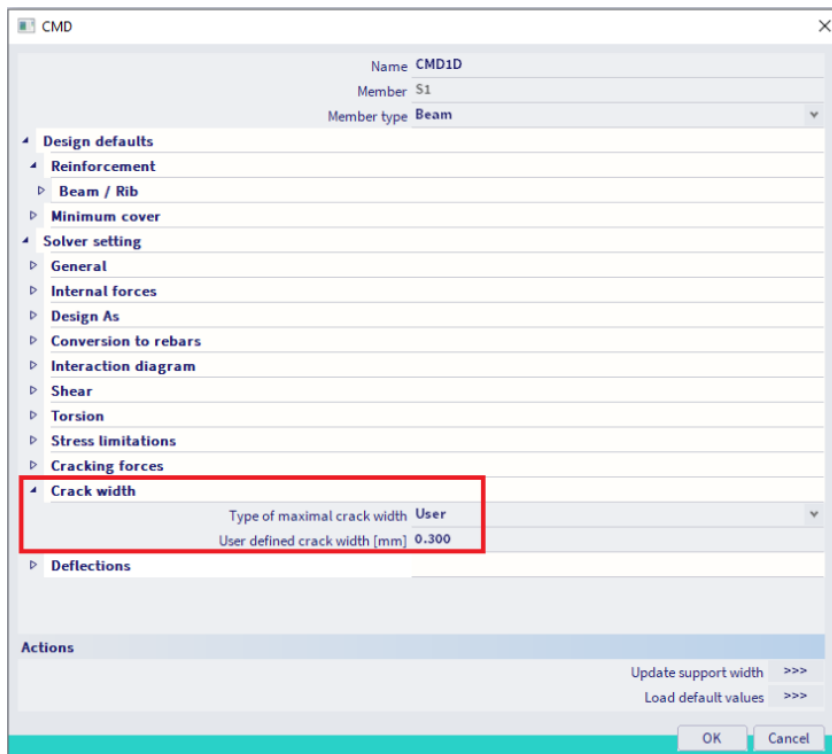 CMD
Name CMD1D
Member S1
Member type Beam
Design defaults
Reinforcement
Beam / Rib
Minimum cover
Solver setting
General
Internal forces
Design As
Conversion to rebars
Interaction diagram
Shear
Torsion
Stress limitations
Cracking forces
Crack width
Type of maximal crack width User
User defined crack width [mm] 0.300
Deflections
Actions
Update support width >>>
Load default values >>>
OK Cancel